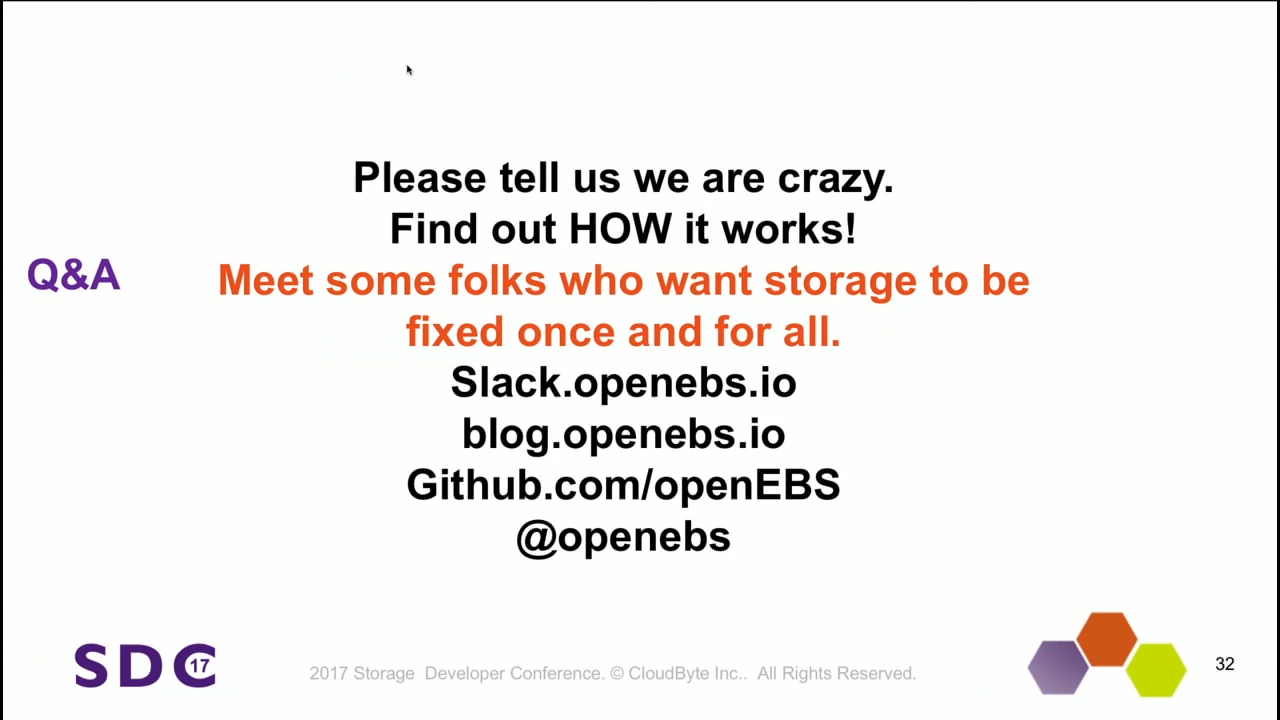 Please tell us we are crazy.
Find out HOW it works!
Q&A
Meet some folks who want storage to be
fixed once and for all.
Slack.openebs.io
blog.openebs.io
Github.com/openEBS
@openebs
SDC 17
2017 Storage Developer Conference. © CloudByte Inc.. All Rights Reserved.
32